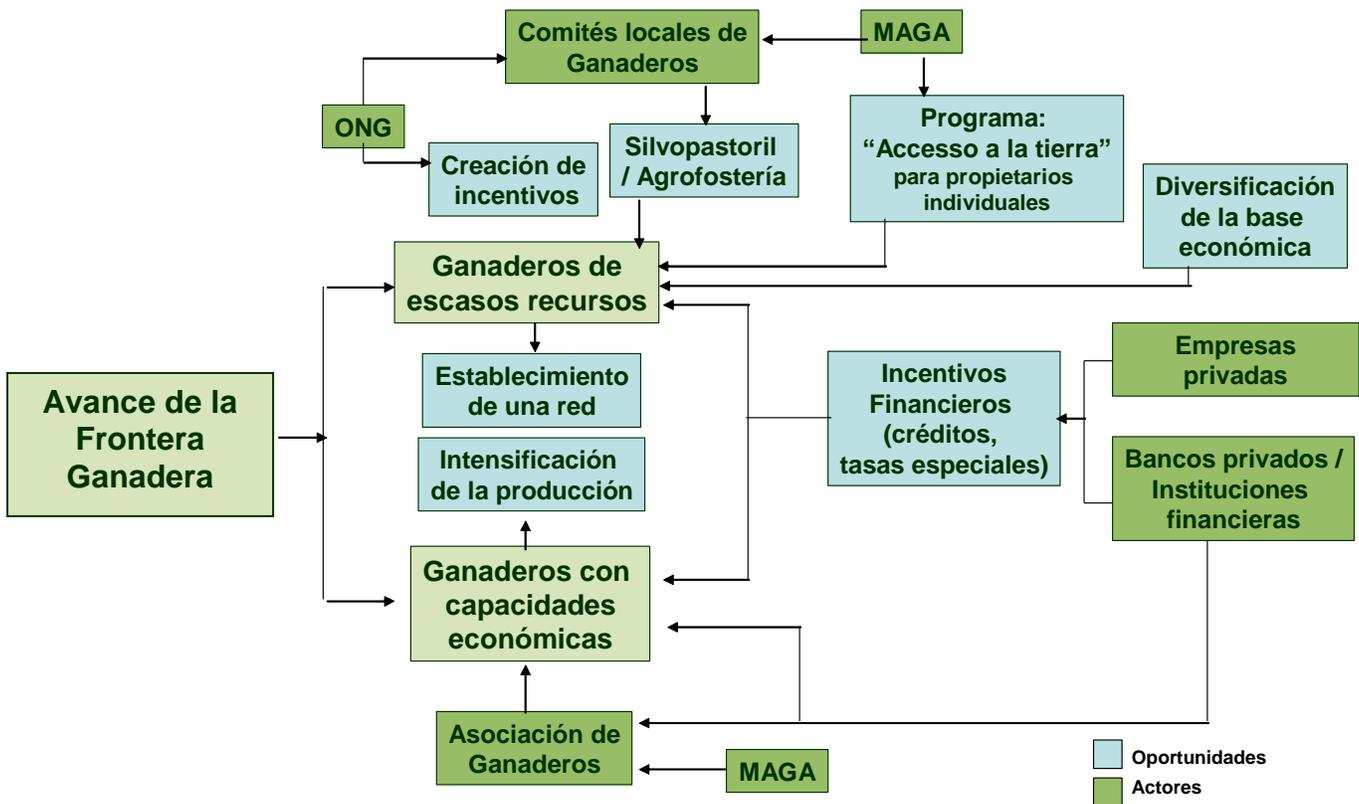 Comités locales de
Ganaderos
MAGA
ONG
Creación de
incentivos
Silvopastoril
/ Agrofostería
Programa:
“Accesso a la tierra”
para propietarios
individuales
Diversificación
de la base
económica
Ganaderos de
escasos recursos
Establecimiento
de una red
Intensificación
de la producción
Avance de la
Frontera
Ganadera
Incentivos
Financieros
(créditos,
tasas especiales)
Empresas
privadas
Bancos privados /
Instituciones
financieras
Ganaderos con
capacidades
económicas
Asociación de
Ganaderos
MAGA
Oportunidades
Actores